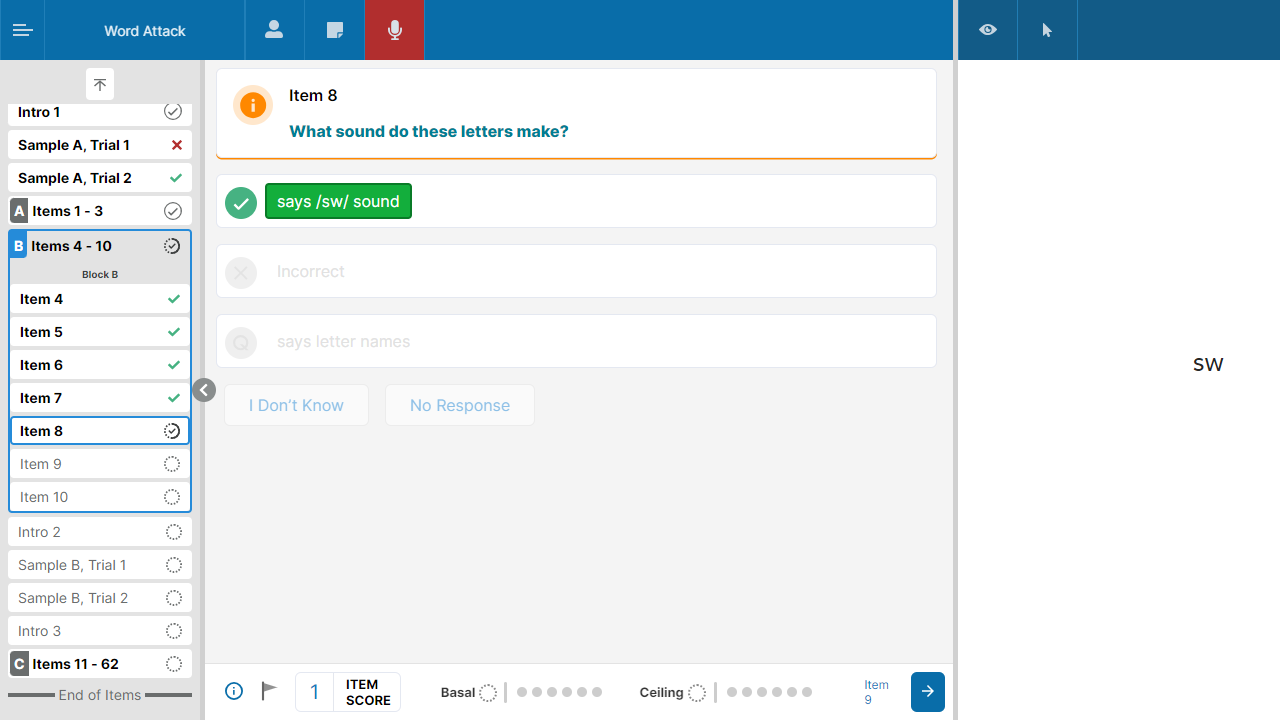 Word Attack
Intro 1
Sample A, Trial 1
Sample A, Trial 2
A Items 1 - 3
B Items 4 - 10
Block B
Item 4
Item 5
Item 6
Item 7
Item 8
Item 9
Item 10
Intro 2
Sample B, Trial 1
Sample B, Trial 2
Intro 3
C Items 11 - 62
End of Items
Item 8
What sound do these letters make?
says /sw/ sound
Incorrect
Q says letter names
I Don't Know
No Response
1
ITEM
SCORE
Basal
Ceiling
Item
9
sw